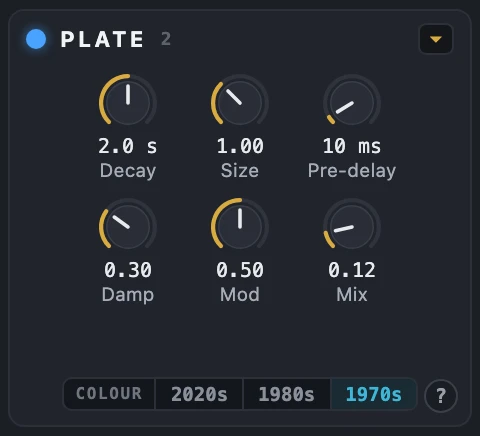 PLATE 2
2.0 s 1.00 10 ms
Decay Size Pre-delay
0.30 0.50 0.12
Damp Mod Mix
COLOUR 2020s 1980s 1970s ?